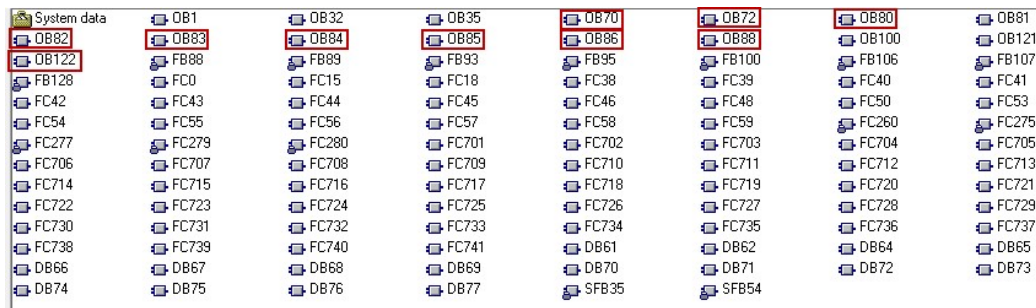 System data OB1 OB32 OB35 OB70 OB72 OB80 OB81
OB82 OB83 OB84 OB85 OB86 OB88 OB100 OB121
OB122 FB88 FB89 FB93 FB95 FB100 FB106 FB107
FB128 FC0 FC15 FC18 FC38 FC39 FC40 FC41
FC42 FC43 FC44 FC45 FC46 FC48 FC50 FC53
FC54 FC55 FC56 FC57 FC58 FC59 FC260 FC275
FC277 FC279 FC280 FC701 FC702 FC703 FC704 FC705
FC706 FC707 FC708 FC709 FC710 FC711 FC712 FC713
FC714 FC715 FC716 FC717 FC718 FC719 FC720 FC721
FC722 FC723 FC724 FC725 FC726 FC727 FC728 FC729
FC730 FC731 FC732 FC733 FC734 FC735 FC736 FC737
FC738 FC739 FC740 FC741 DB61 DB62 DB64 DB65
DB66 DB67 DB68 DB69 DB70 DB71 DB72 DB73
DB74 DB75 DB76 DB77 SFB35 SFB54